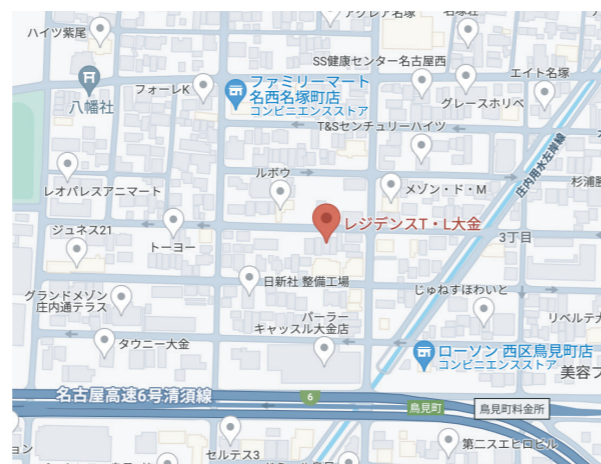 アクレア名塚
名塚荘
ハイツ紫尾
SS健康センター名古屋西
エイト名塚
ファミリーマート
名西名塚町店
コンビニエンスストア
フォーレK
グレースホリベ
八幡社
T&Sセンチュリーハイツ
庄内用水左岸線
ルボウ
レオパレスアニマート
メゾン・ド・M
杉浦勝
レジデンスT・L大金
ジュネス21
トーヨー
3丁目
日新社 整備工場
じゅねすほわいと
グランドメゾン
庄内通テラス
パーラー
キャッスル大金店
リベルテ大
タウニー大金
ローソン 西区鳥見町店
コンビニエンスストア
美容プ
名古屋高速6号清須線
6
鳥見町
鳥見町料金所
セルテス3
第二スエヒロビル
ョン